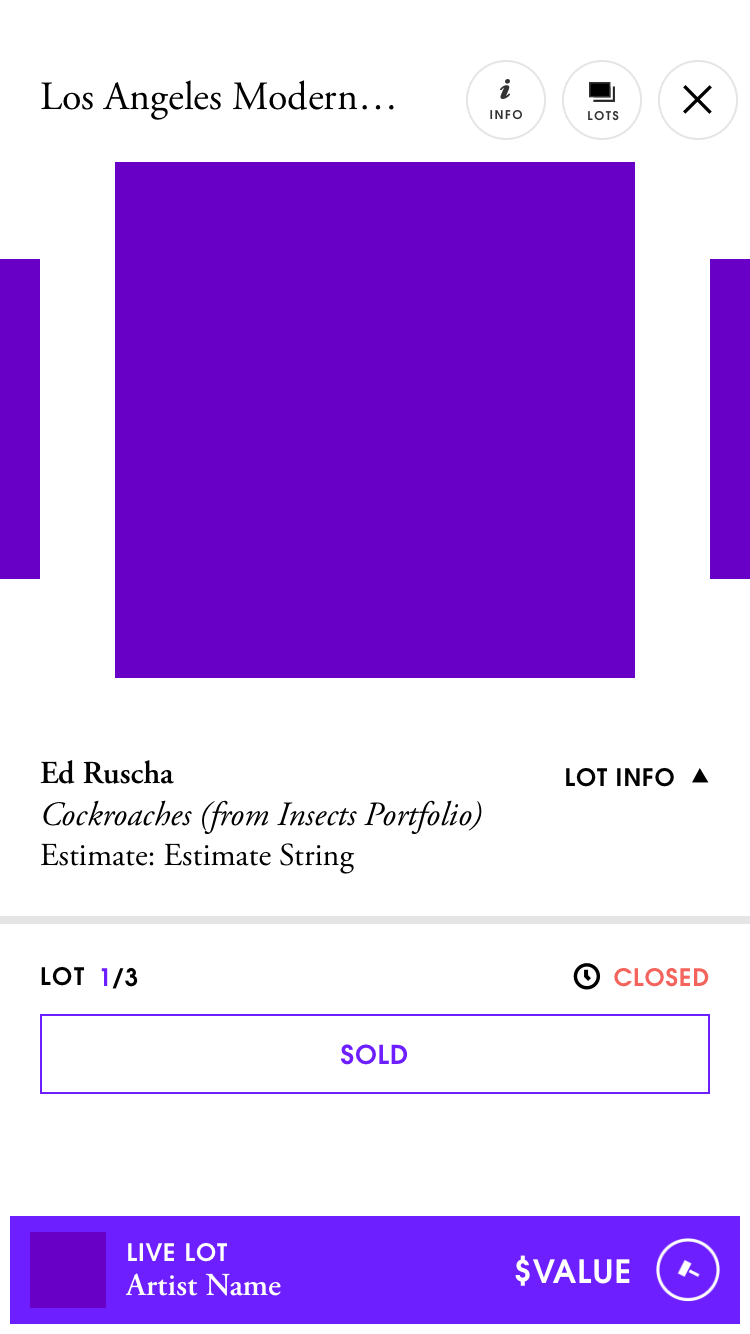 Los Angeles Modern…
INFO
LOTS
Ed Ruscha
LOT INFO ▲
Cockroaches (from Insects Portfolio)
Estimate: Estimate String
LOT 1/3
CLOSED
SOLD
LIVE LOT
Artist Name
$VALUE